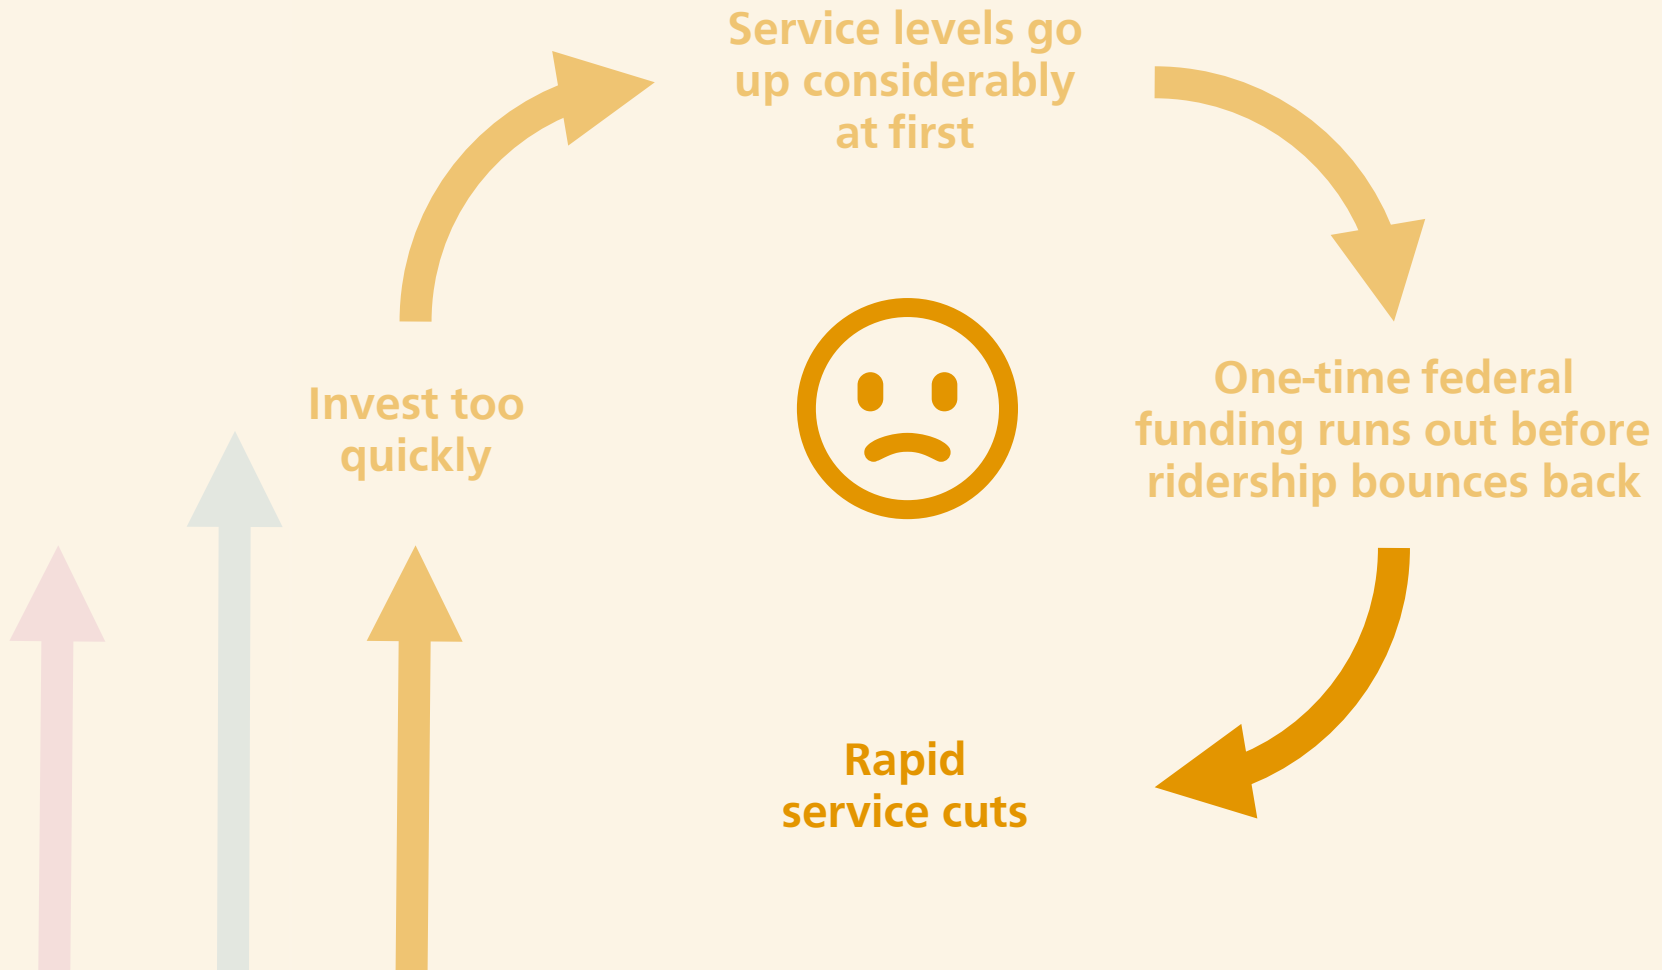 Service levels go
up considerably
at first
Invest too
quickly
One-time federal
funding runs out before
ridership bounces back
Rapid
service cuts